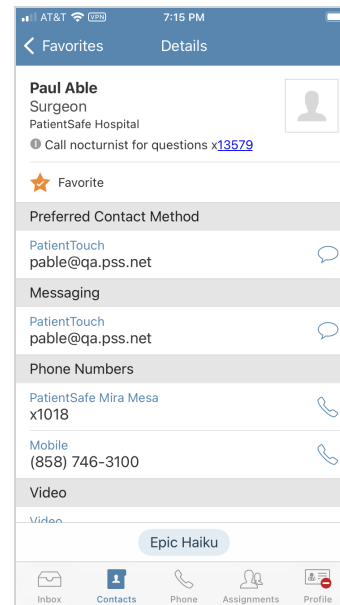 AT&T VPN 7:15 PM
Favorites Details
Paul Able
Surgeon
PatientSafe Hospital
Call nocturnist for questions x13579
Favorite
Preferred Contact Method
PatientTouch
pable@qa.pss.net
Messaging
PatientTouch
pable@qa.pss.net
Phone Numbers
PatientSafe Mira Mesa
x1018
Mobile
(858) 746-3100
Video
Video
Epic Haiku
Inbox Contacts Phone Assignments Profile